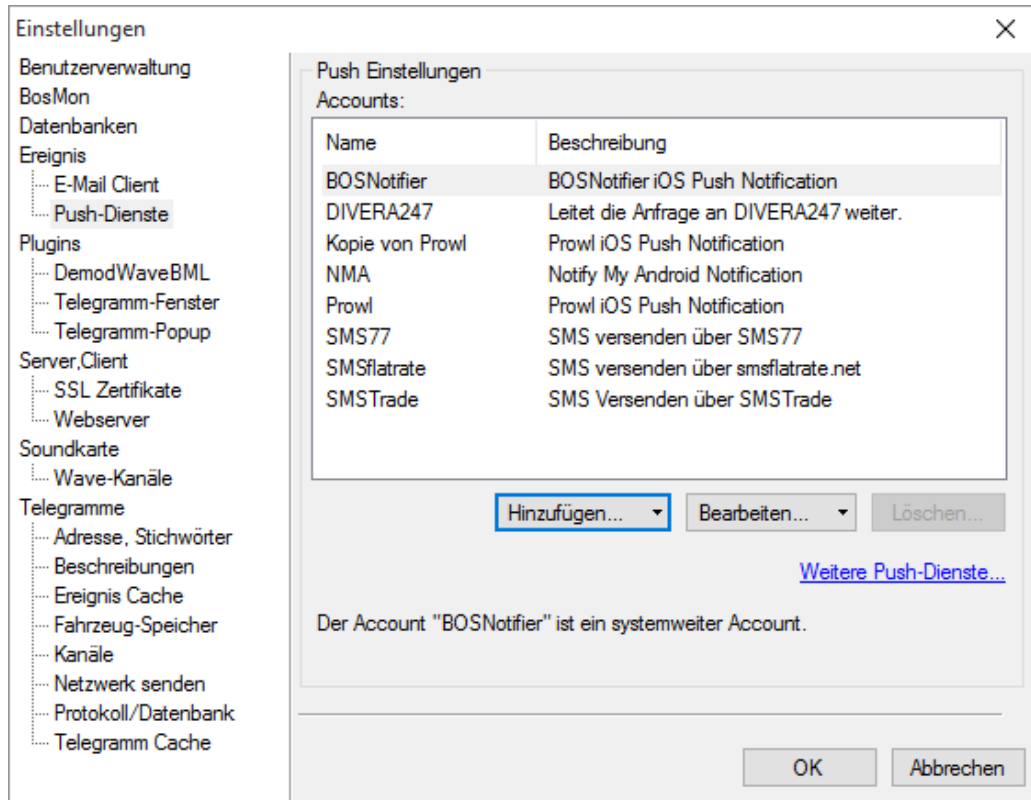 Einstellungen
Benutzerverwaltung
BosMon
Datenbanken
Ereignis
E-Mail Client
Push-Dienste
Plugins
DemodWaveBML
Telegramm-Fenster
Telegramm-Popup
Server,Client
SSL Zertifikate
Webserver
Soundkarte
Wave-Kanäle
Telegramme
Adresse, Stichwörter
Beschreibungen
Ereignis Cache
Fahrzeug-Speicher
Kanäle
Netzwerk senden
Protokoll/Datenbank
Telegramm Cache
Push Einstellungen
Accounts:
Name Beschreibung
BOSNotifier BOSNotifier iOS Push Notification
DIVERA247 Leitet die Anfrage an DIVERA247 weiter.
Kopie von Prowl Prowl iOS Push Notification
NMA Notify My Android Notification
Prowl Prowl iOS Push Notification
SMS77 SMS versenden über SMS77
SMSflatrate SMS versenden über smsflatrate.net
SMSTrade SMS Versenden über SMSTrade
Hinzufügen... Bearbeiten... Löschen...
Weitere Push-Dienste...
Der Account "BOSNotifier" ist ein systemweiter Account.
OK Abbrechen